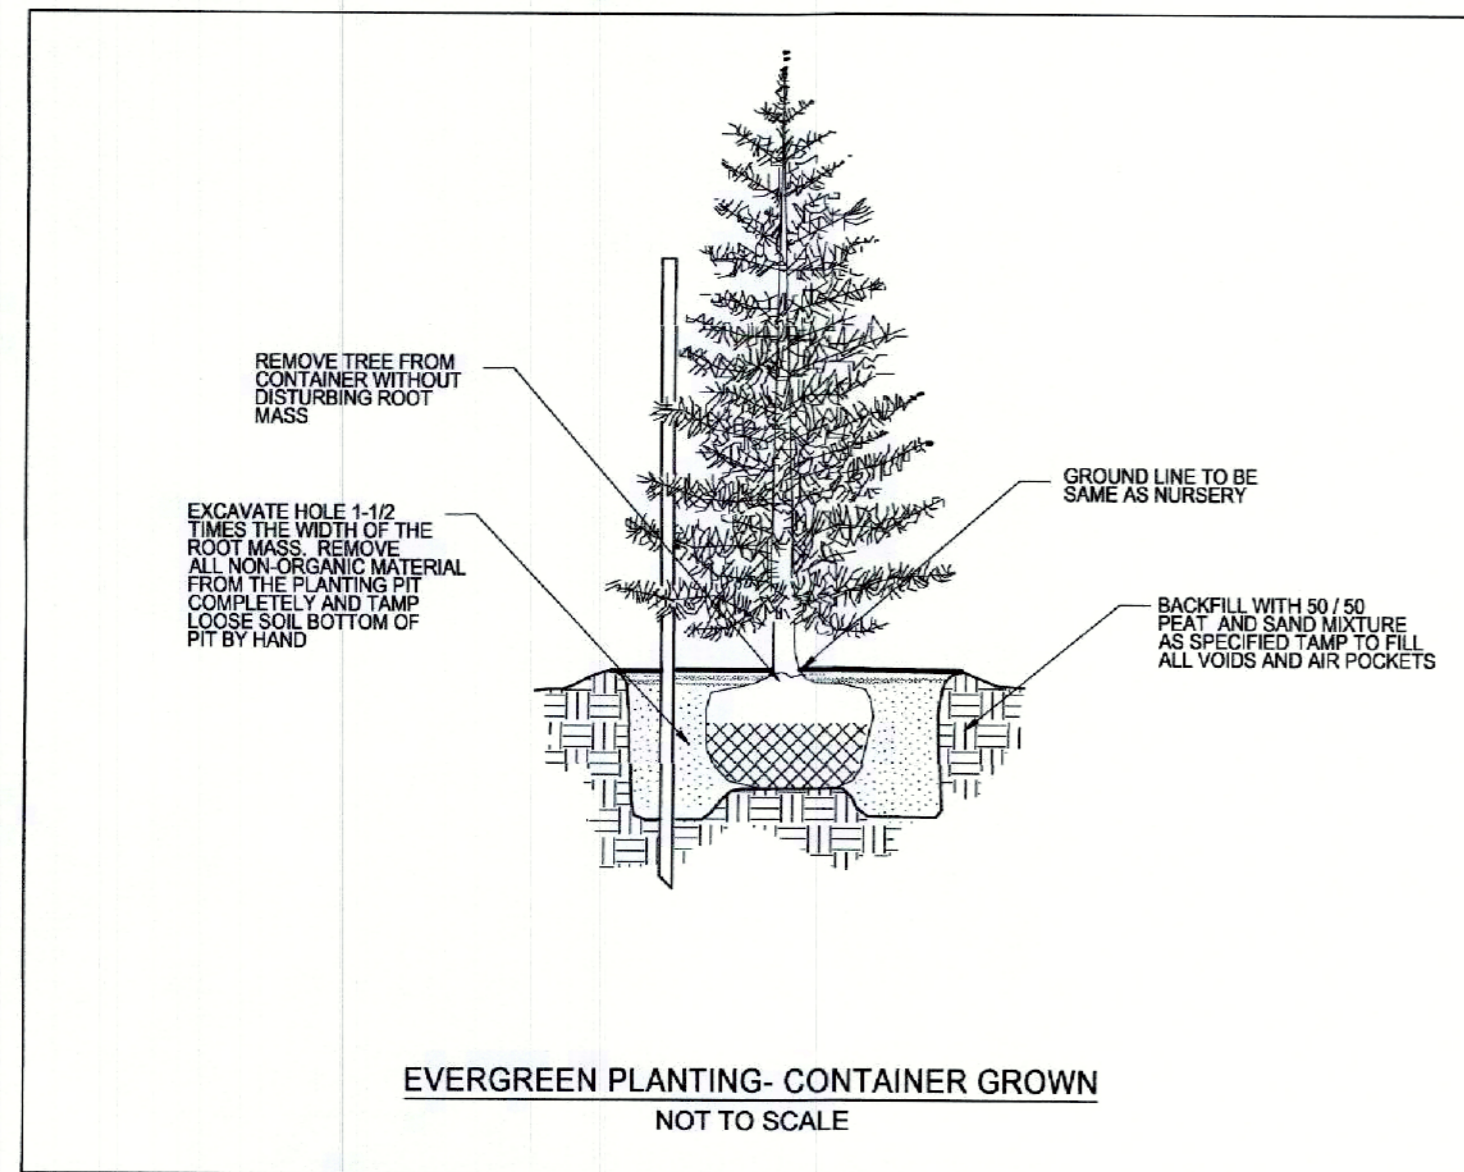 REMOVE TREE FROM
CONTAINER WITHOUT
DISTURBING ROOT
MASS
EXCAVATE HOLE 1-1/2
TIMES THE WIDTH OF THE
ROOT MASS. REMOVE
ALL NON-ORGANIC MATERIAL
FROM THE PLANTING PIT
COMPLETELY AND TAMP
LOOSE SOIL BOTTOM OF
PIT BY HAND
GROUND LINE TO BE
SAME AS NURSERY
BACKFILL WITH 50 / 50
PEAT AND SAND MIXTURE
AS SPECIFIED TAMP TO FILL
ALL VOIDS AND AIR POCKETS
EVERGREEN PLANTING- CONTAINER GROWN
NOT TO SCALE